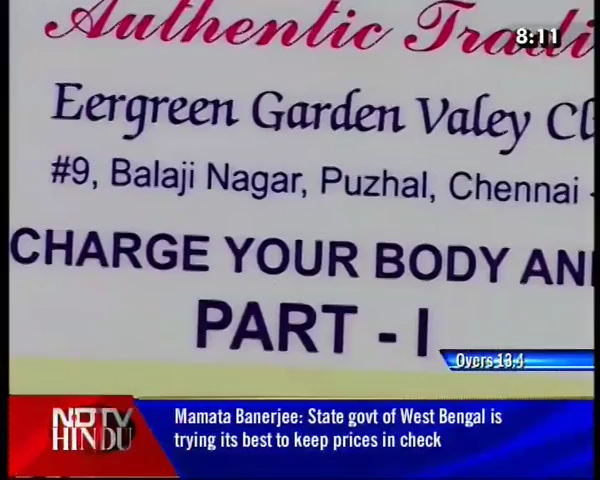 Authentic Tradi
8:11
Eergreen Garden Valey Cl
#9, Balaji Nagar, Puzhal, Chennai -
CHARGE YOUR BODY AN
PART - I
Overs 13.4
NDTV
HINDU
Mamata Banerjee: State govt of West Bengal is
trying its best to keep prices in check